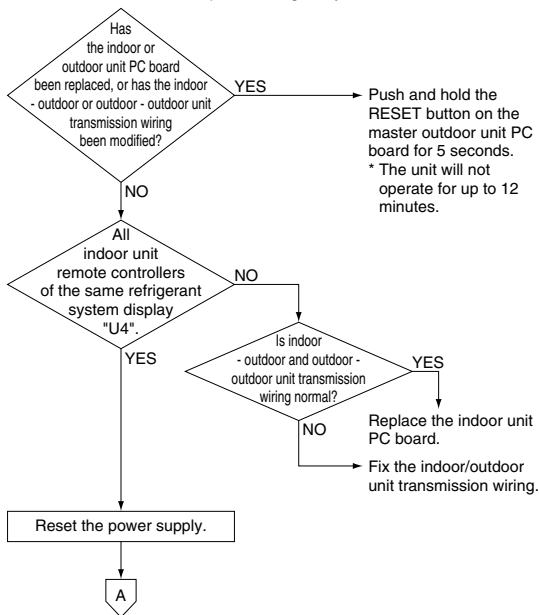 Has
the indoor or
outdoor unit PC board
been replaced, or has the indoor
- outdoor or outdoor - outdoor unit
transmission wiring
been modified?
YES
Push and hold the
RESET button on the
master outdoor unit PC
board for 5 seconds.
* The unit will not
operate for up to 12
minutes.
NO
All
indoor unit
remote controllers
of the same refrigerant
system display
"U4".
NO
YES
Is indoor
- outdoor and outdoor -
outdoor unit transmission
wiring normal?
YES
Replace the indoor unit
PC board.
NO
Fix the indoor/outdoor
unit transmission wiring.
Reset the power supply.
A